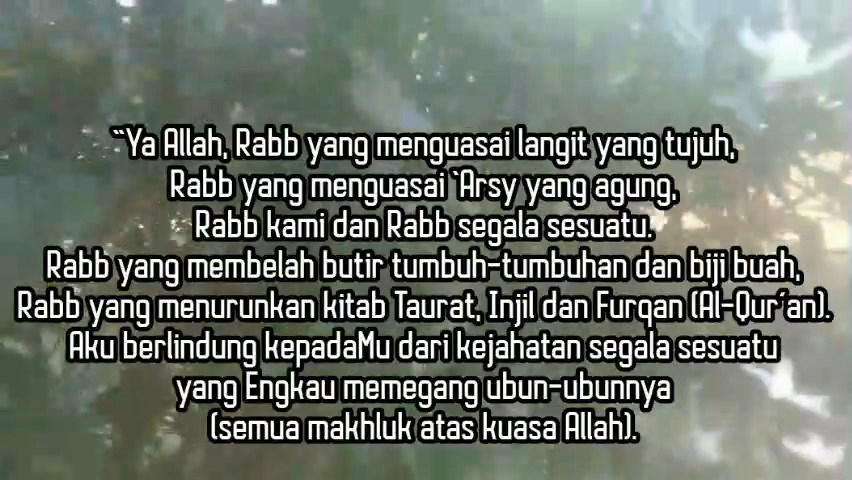 “Ya Allah, Rabb yang menguasai langit yang tujuh,
Rabb yang menguasai `Arsy yang agung,
Rabb kami dan Rabb segala sesuatu.
Rabb yang membelah butir tumbuh-tumbuhan dan biji buah,
Rabb yang menurunkan kitab Taurat, Injil dan Furqan (Al-Qur’an).
Aku berlindung kepadaMu dari kejahatan segala sesuatu
yang Engkau memegang ubun-ubunnya
(semua makhluk atas kuasa Allah).